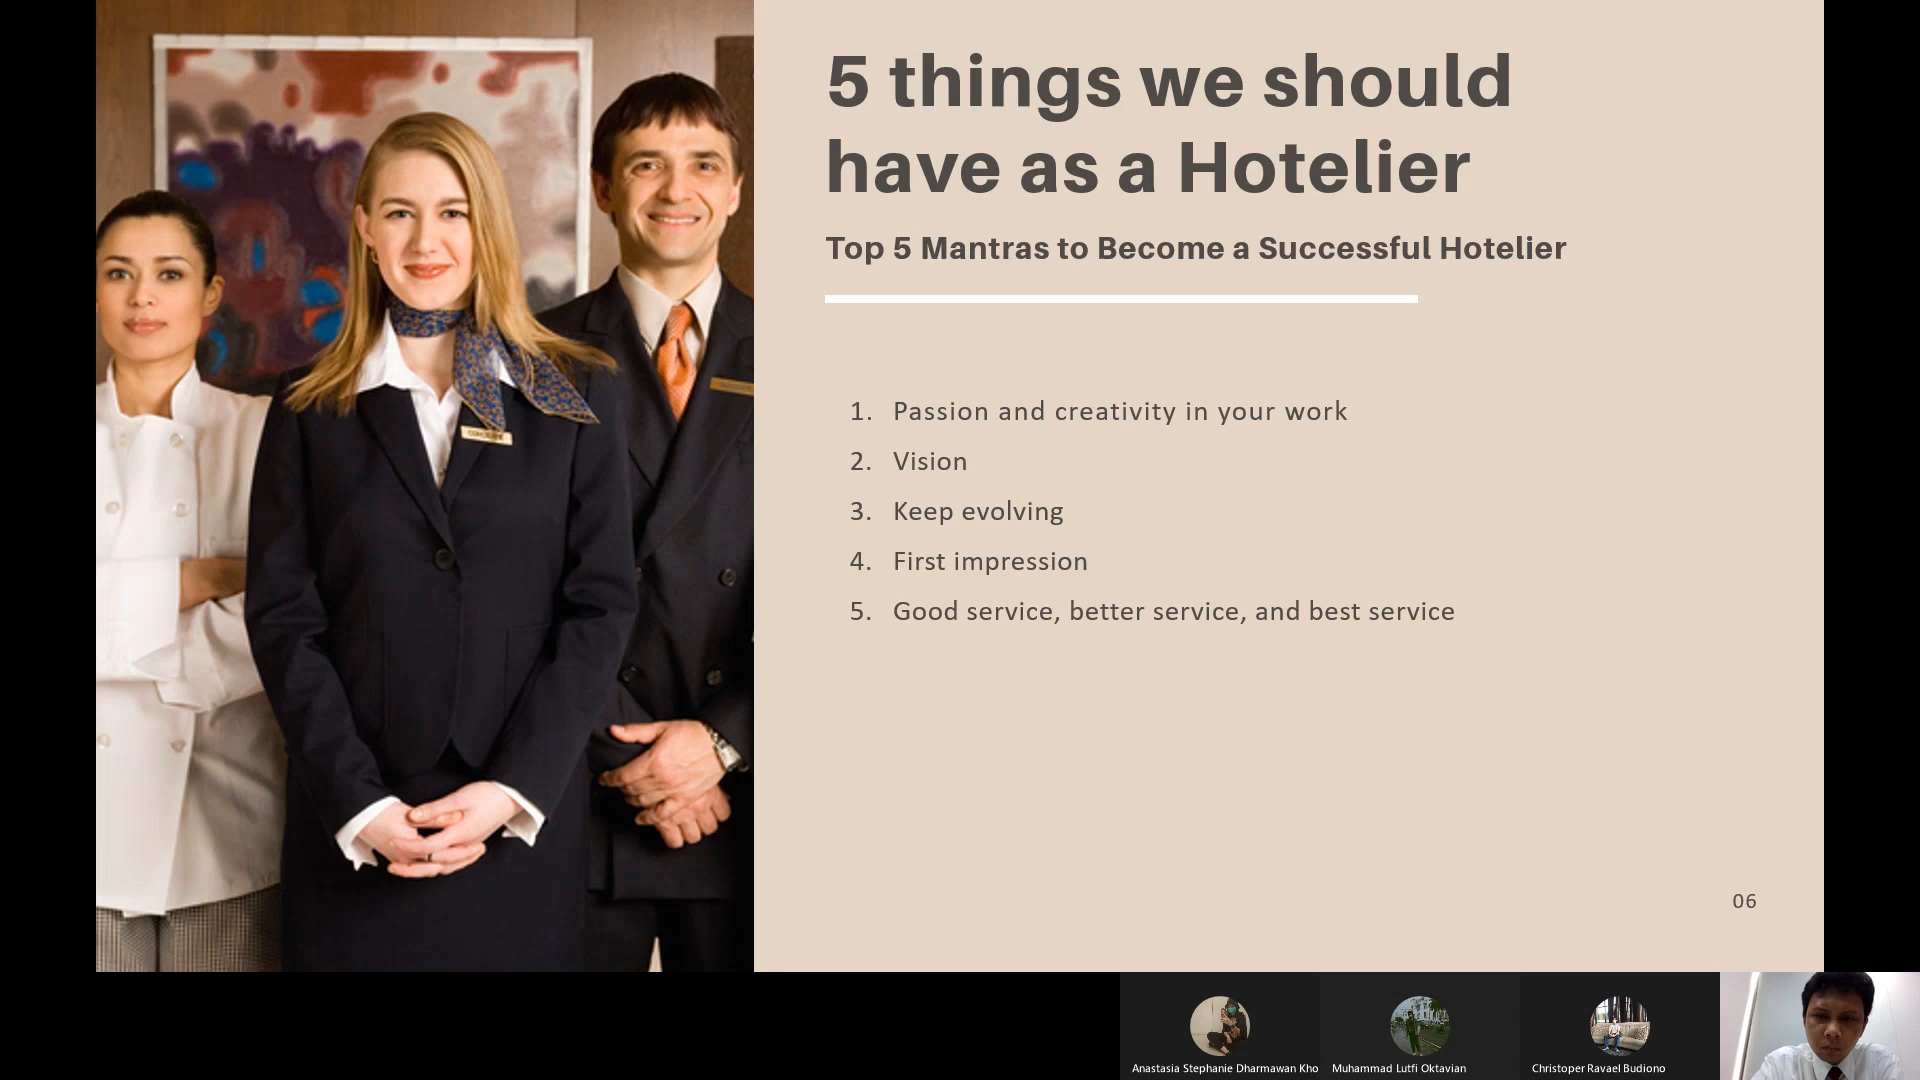 5 things we should
have as a Hotelier
Top 5 Mantras to Become a Successful Hotelier
1. Passion and creativity in your work
2. Vision
3. Keep evolving
4. First impression
5. Good service, better service, and best service
06
Anastasia Stephanie Dharmawan Kho
Muhammad Lutfi Oktavian
Christoper Ravael Budiono